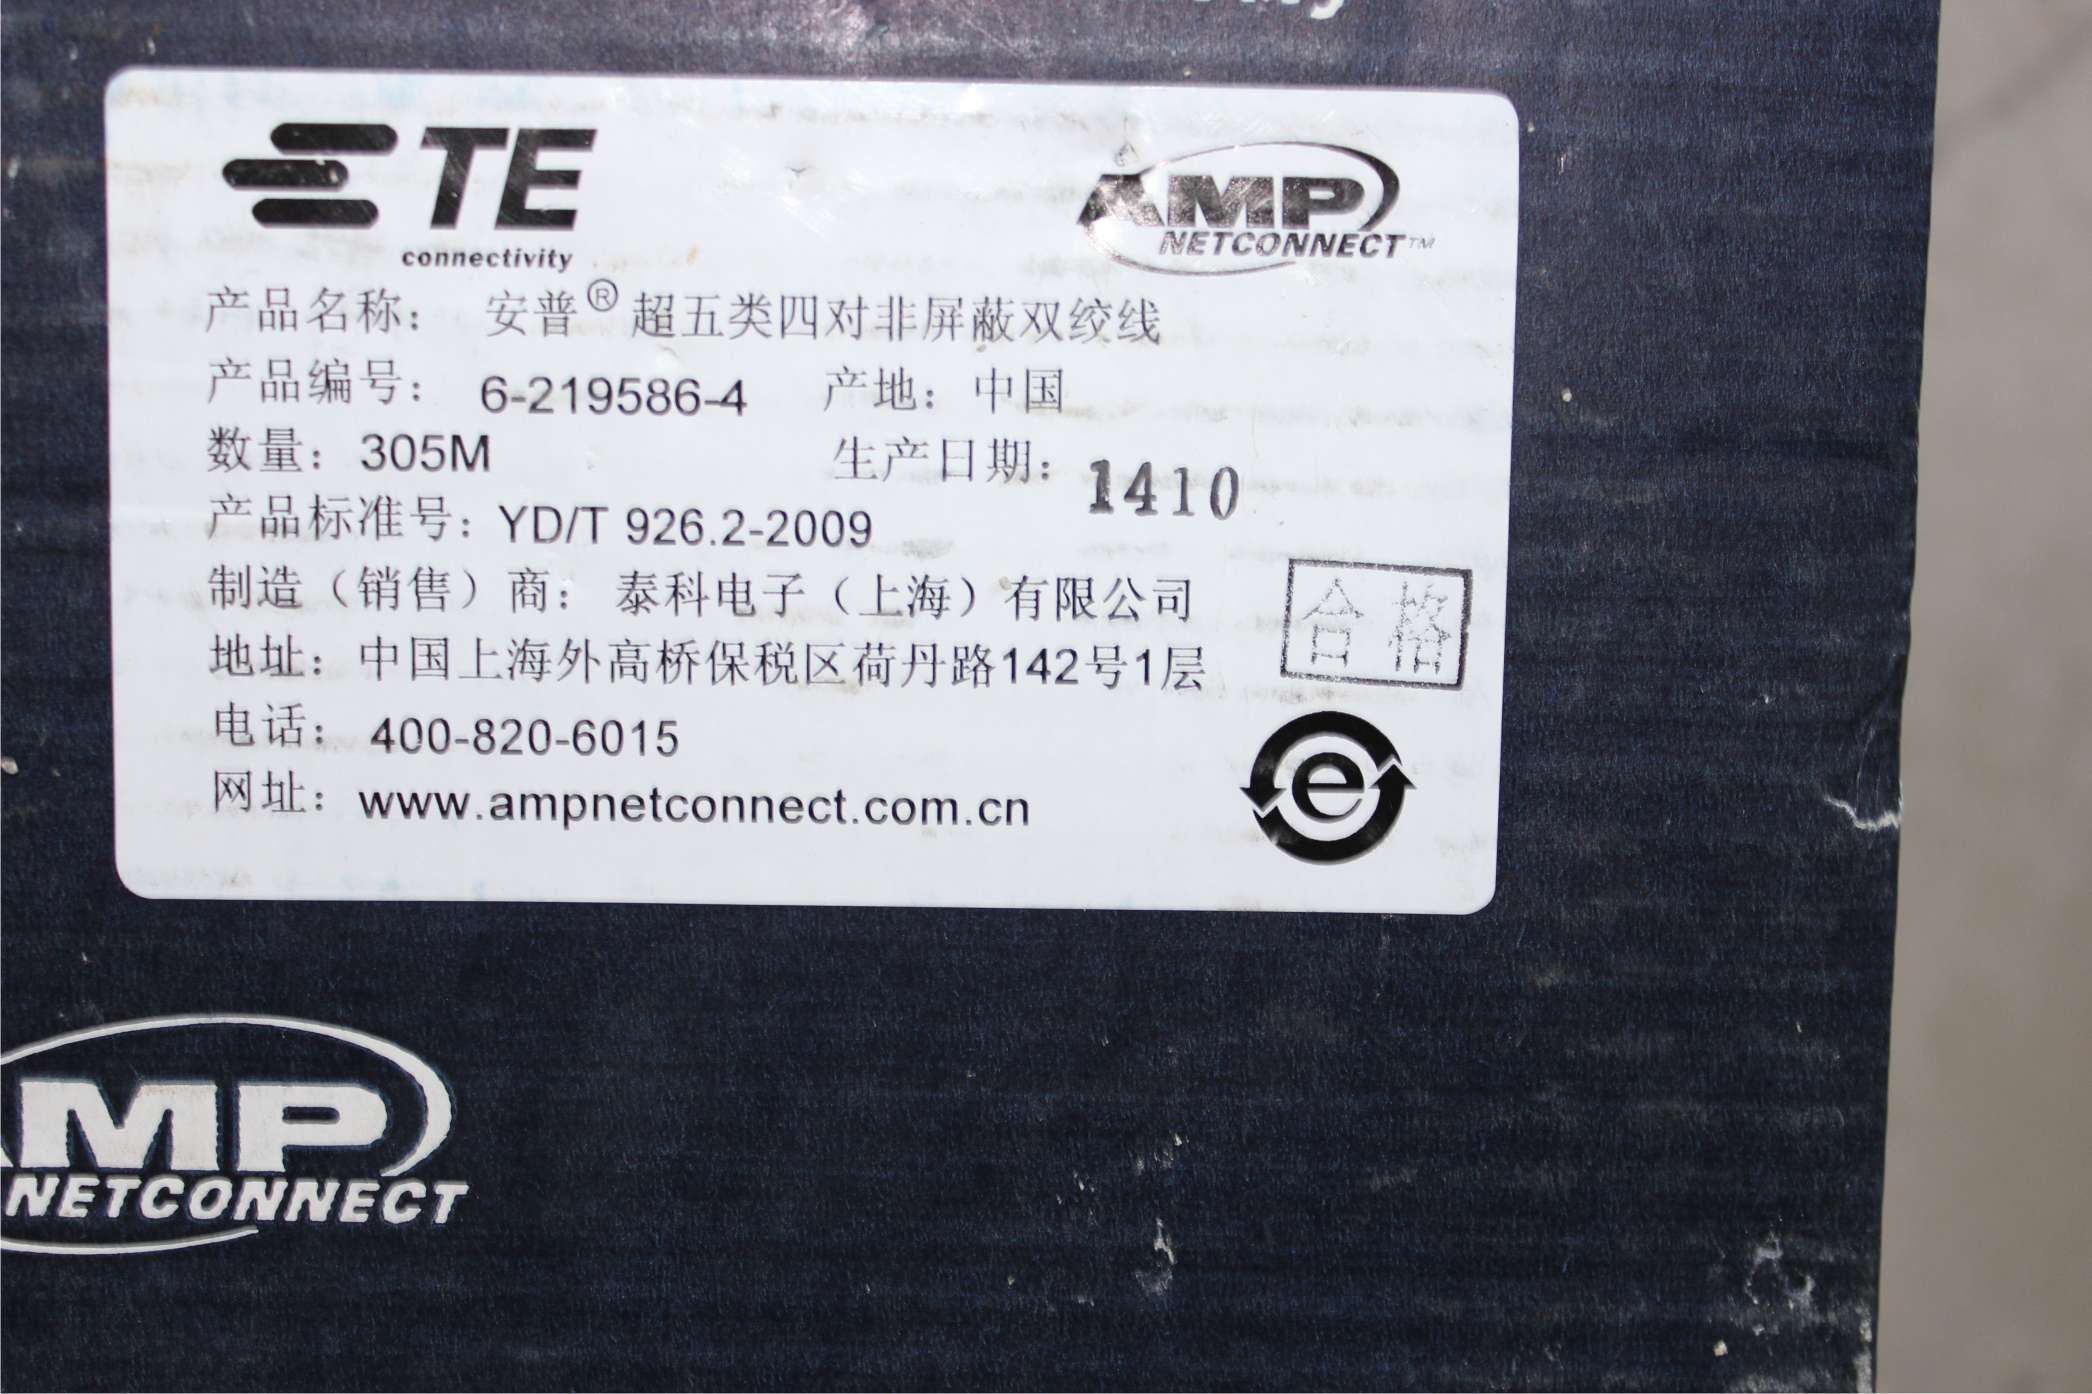 TE
connectivity
AMP
NETCONNECT™
产品名称: 安普® 超五类四对非屏蔽双绞线
产品编号: 6-219586-4 产地: 中国
数量: 305M 生产日期: 1410
产品标准号: YD/T 926.2-2009
制造（销售）商: 泰科电子（上海）有限公司
地址: 中国上海外高桥保税区荷丹路142号1层
合格
电话: 400-820-6015
网址: www.ampnetconnect.com.cn
e
AMP
NETCONNECT